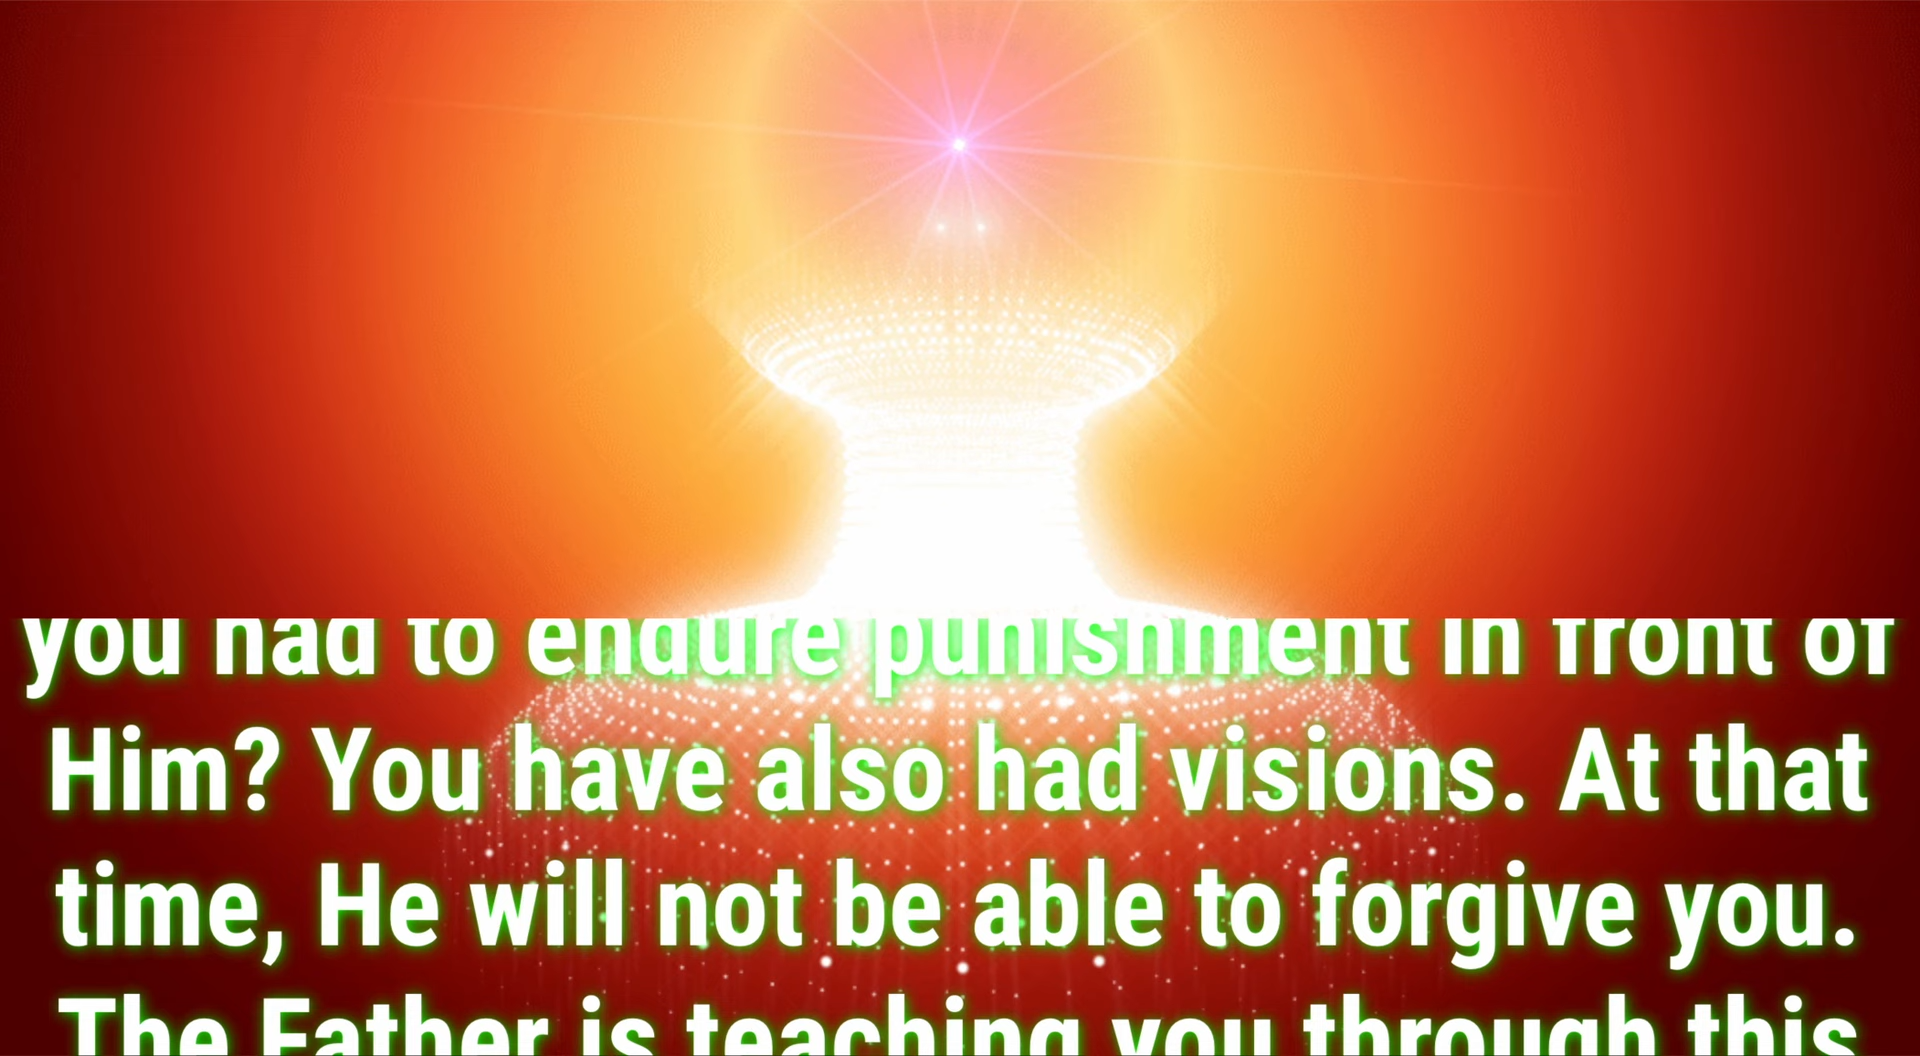 you had to endure punishment in front of
Him? You have also had visions. At that
time, He will not be able to forgive you.
The Father is teaching you through this